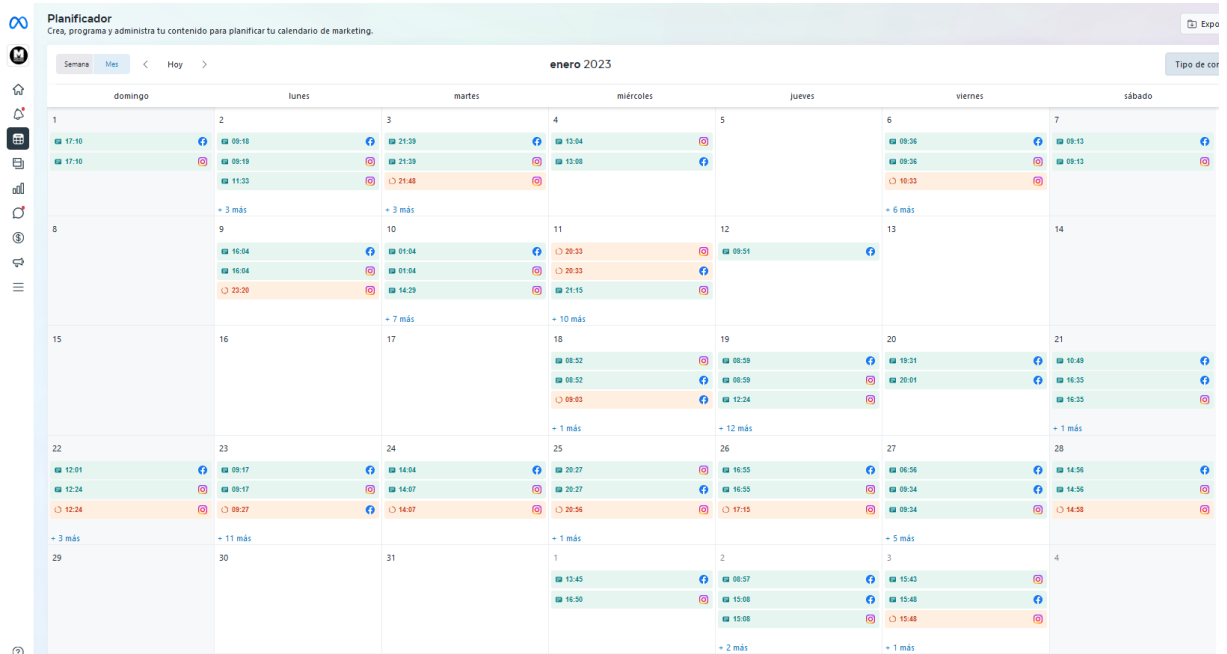 Planificador
Crea, programa y administra tu contenido para planificar tu calendario de marketing.
Expo
Semana Mes Hoy enero 2023 Tipo de cor
domingo lunes martes miércoles jueves viernes sábado
1 2 3 4 5 6 7
17:10 09:18 21:39 13:04 09:36 09:13
17:10 09:19 21:39 13:08 09:36 09:13
11:33 21:48 10:33
+ 3 más + 3 más + 6 más
8 9 10 11 12 13 14
16:04 01:04 20:33 09:51
16:04 01:04 20:33
23:20 14:29 21:15
+ 7 más + 10 más
15 16 17 18 19 20 21
08:52 08:59 19:31 10:49
08:52 08:59 20:01 16:35
09:03 12:24 16:35
+ 1 más + 12 más + 1 más
22 23 24 25 26 27 28
12:01 09:17 14:04 20:27 16:55 06:56 14:56
12:24 09:17 14:07 20:27 16:55 09:34 14:56
12:24 09:27 14:07 20:56 17:15 09:34 14:58
+ 3 más + 11 más + 1 más + 5 más
29 30 31 1 2 3 4
13:45 08:57 15:43
16:50 15:08 15:48
15:08 15:48
+ 2 más + 1 más